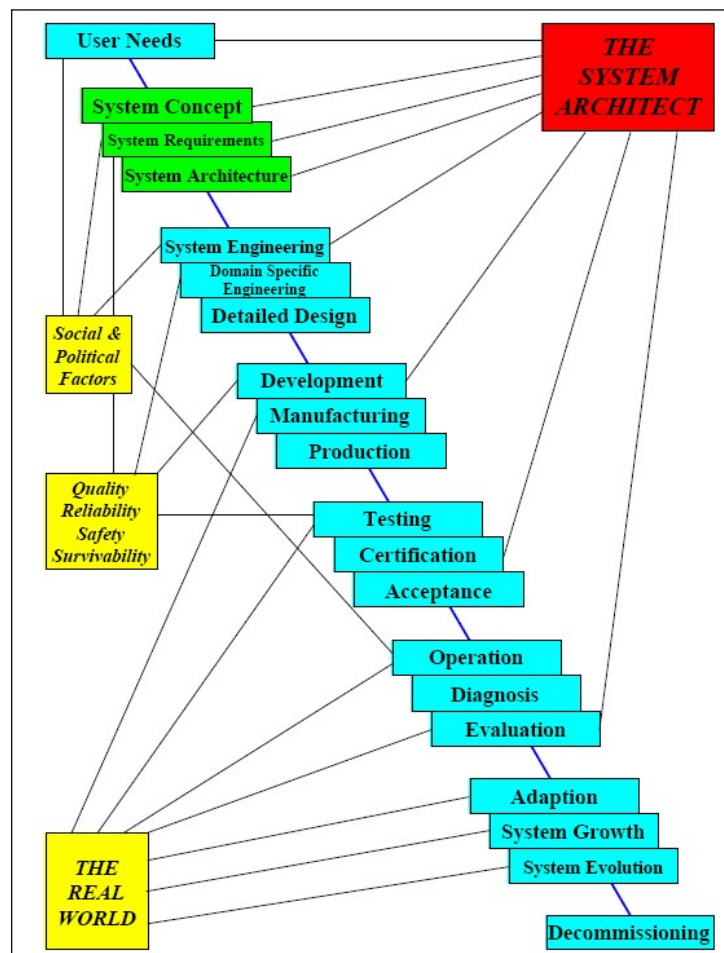 User Needs
THE
SYSTEM
ARCHITECT
System Concept
System Requirements
System Architecture
System Engineering
Domain Specific
Engineering
Detailed Design
Social &
Political
Factors
Development
Manufacturing
Production
Quality
Reliability
Safety
Survivability
Testing
Certification
Acceptance
Operation
Diagnosis
Evaluation
Adaption
System Growth
System Evolution
THE
REAL
WORLD
Decommissioning